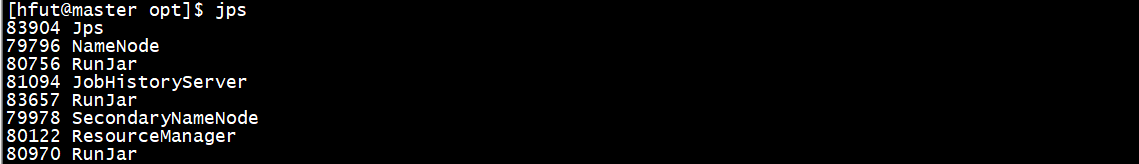 [hfut@master opt]$ jps
83904 Jps
79796 NameNode
80756 RunJar
81094 JobHistoryServer
83657 RunJar
79978 SecondaryNameNode
80122 ResourceManager
80970 RunJar